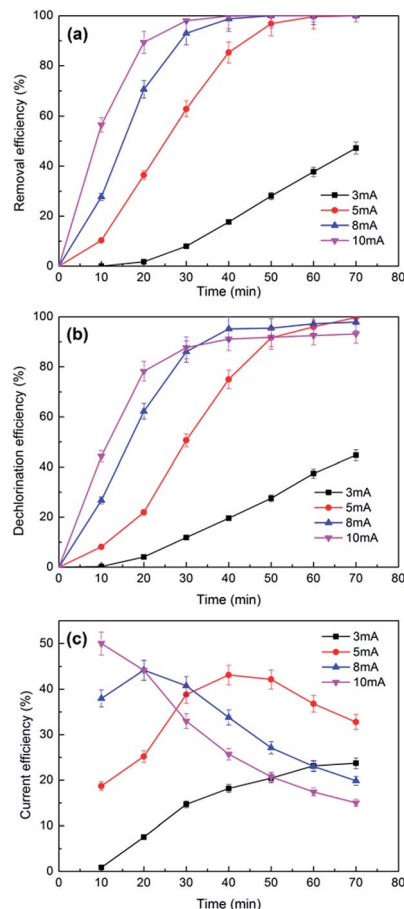 (a)
Removal efficiency (%)
100
80
60
40
20
0
3mA
5mA
8mA
10mA
0 10 20 30 40 50 60 70 80
Time (min)
(b)
Dechlorination efficiency (%)
100
80
60
40
20
0
3mA
5mA
8mA
10mA
0 10 20 30 40 50 60 70 80
Time (min)
(c)
Current efficiency (%)
50
40
30
20
10
0
3mA
5mA
8mA
10mA
0 10 20 30 40 50 60 70 80
Time (min)